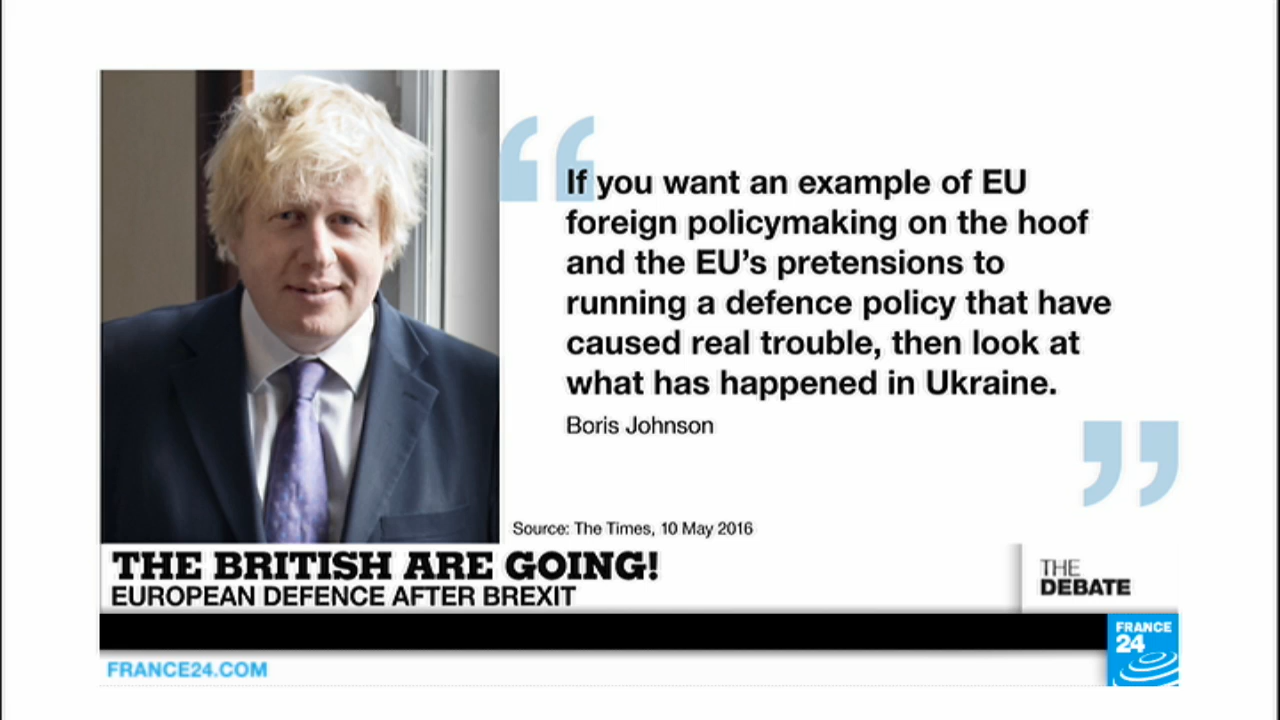 If you want an example of EU
foreign policymaking on the hoof
and the EU’s pretensions to
running a defence policy that have
caused real trouble, then look at
what has happened in Ukraine.
Boris Johnson
Source: The Times, 10 May 2016
THE BRITISH ARE GOING!
EUROPEAN DEFENCE AFTER BREXIT
THE
DEBATE
FRANCE
24
FRANCE24.COM